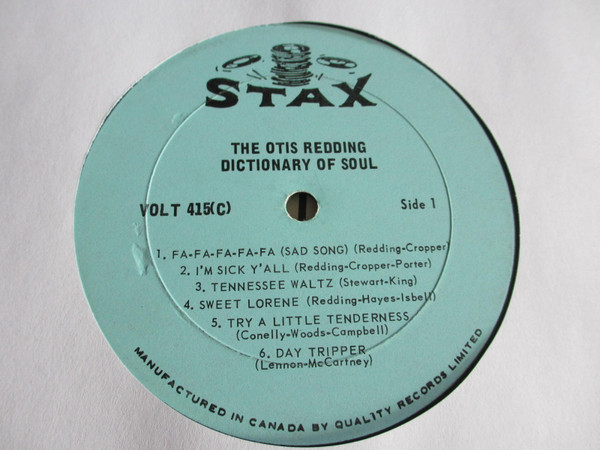 STAX
THE OTIS REDDING
DICTIONARY OF SOUL
VOLT 415(C)
Side 1
1. FA-FA-FA-FA-FA (SAD SONG) (Redding-Cropper)
2. I'M SICK Y'ALL (Redding-Cropper-Porter)
3. TENNESSEE WALTZ (Stewart-King)
4. SWEET LORENE (Redding-Hayes-Isbell)
5. TRY A LITTLE TENDERNESS
(Conelly-Woods-Campbell)
6. DAY TRIPPER
(Lennon-McCartney)
MANUFACTURED IN CANADA BY QUALITY RECORDS LIMITED